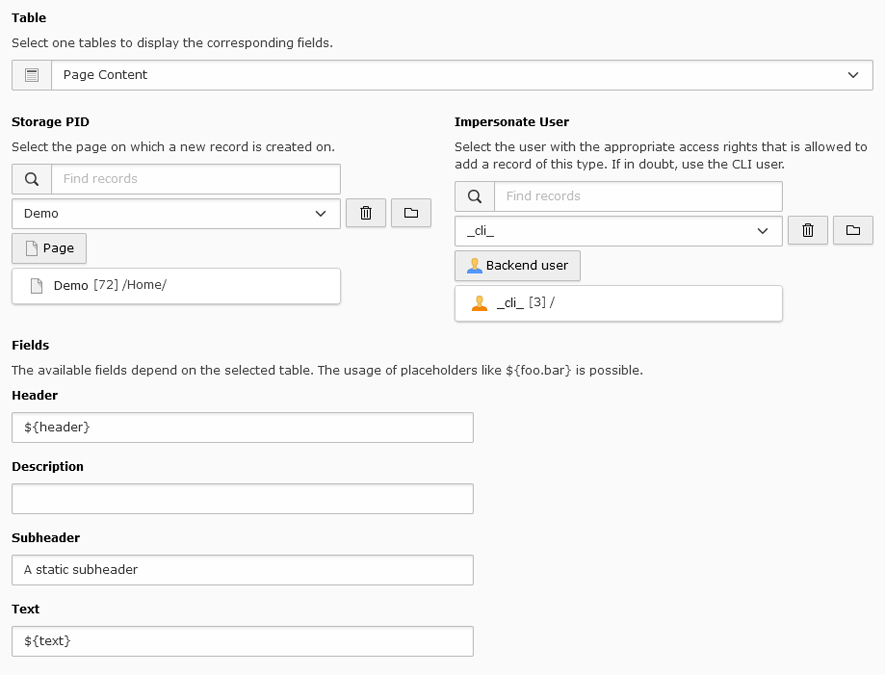 Table
Select one tables to display the corresponding fields.
Page Content
Storage PID
Select the page on which a new record is created on.
Find records
Demo
Page
Demo [72] /Home/
Impersonate User
Select the user with the appropriate access rights that is allowed to
add a record of this type. If in doubt, use the CLI user.
Find records
_cli_
Backend user
_cli_ [3] /
Fields
The available fields depend on the selected table. The usage of placeholders like ${foo.bar} is possible.
Header
${header}
Description
Subheader
A static subheader
Text
${text}